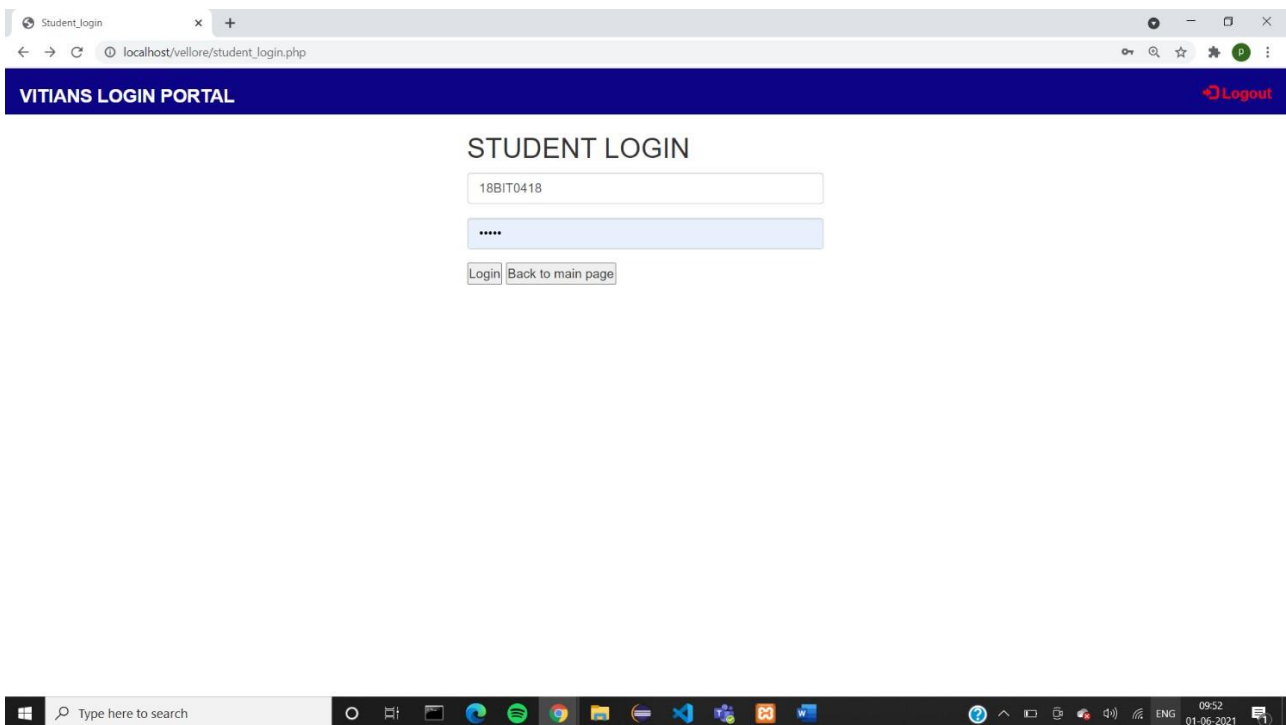 Student_login
localhost/vellore/student_login.php
P
VITIANS LOGIN PORTAL
Logout
STUDENT LOGIN
18BIT0418
•••••
Login Back to main page
Type here to search
ENG
09:52
01-06-2021